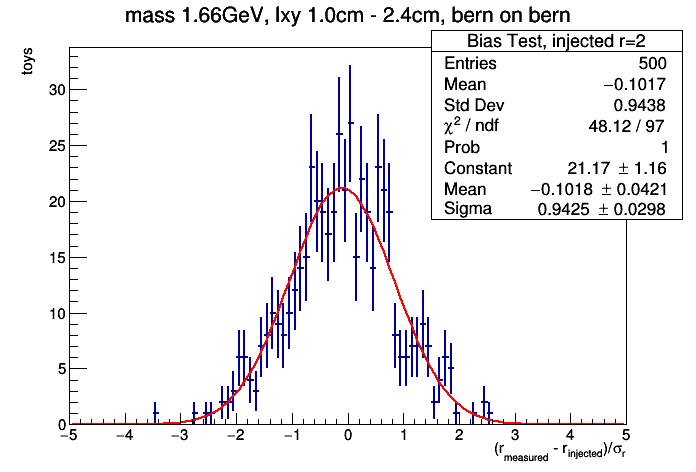 mass 1.66GeV, lxy 1.0cm - 2.4cm, bern on bern
toys
Bias Test, injected r=2
Entries 500
Mean −0.1017
Std Dev 0.9438
χ² / ndf 48.12 / 97
Prob 1
Constant 21.17 ± 1.16
Mean −0.1018 ± 0.0421
Sigma 0.9425 ± 0.0298
30
25
20
15
10
5
0
−5 −4 −3 −2 −1 0 1 2 3 4 5
(r_measured - r_injected)/σ_r